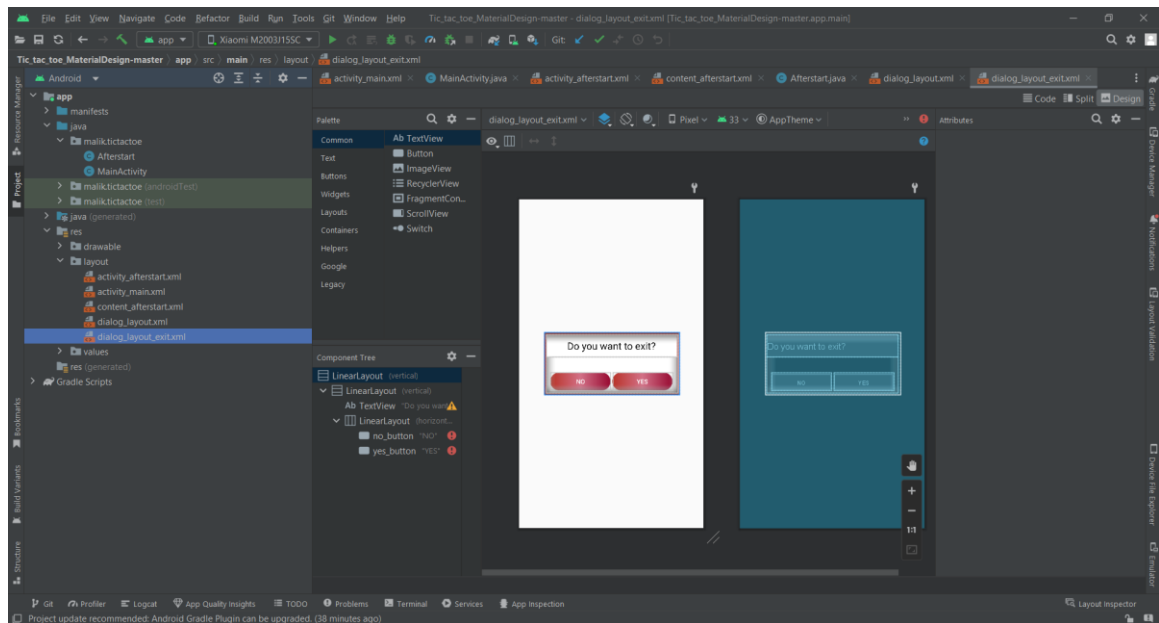 File Edit View Navigate Code Refactor Build Run Tools Git Window Help Tic_tac_toe_MaterialDesign-master - dialog_layout_exit.xml [Tic_tac_toe_MaterialDesign-master.app.main]
app Xiaomi M2003J15SC Git:
Tic_tac_toe_MaterialDesign-master app src main res layout dialog_layout_exit.xml
Android activity_main.xml MainActivity.java activity_afterstart.xml content_afterstart.xml Afterstart.java dialog_layout.xml dialog_layout_exit.xml
Code Split Design
Resource Manager
Project
Bookmarks
Build Variants
Structure
app
manifests
java
malik.tictactoe
Afterstart
MainActivity
malik.tictactoe (androidTest)
malik.tictactoe (test)
java (generated)
res
drawable
layout
activity_afterstart.xml
activity_main.xml
content_afterstart.xml
dialog_layout.xml
dialog_layout_exit.xml
values
res (generated)
Gradle Scripts
Palette
Common
Text
Buttons
Widgets
Layouts
Containers
Helpers
Google
Legacy
Ab TextView
Button
ImageView
RecyclerView
FragmentCon...
ScrollView
Switch
Component Tree
LinearLayout (vertical)
LinearLayout (vertical)
Ab TextView "Do you want
LinearLayout (horizont...
no_button "NO"
yes_button "YES"
dialog_layout_exit.xml Pixel 33 AppTheme
Do you want to exit?
NO YES
Do you want to exit?
NO YES
1:1
Attributes
Gradle
Device Manager
Notifications
Layout Validation
Device File Explorer
Emulator
Git Profiler Logcat App Quality Insights TODO Problems Terminal Services App Inspection Layout Inspector
Project update recommended: Android Gradle Plugin can be upgraded. (38 minutes ago)